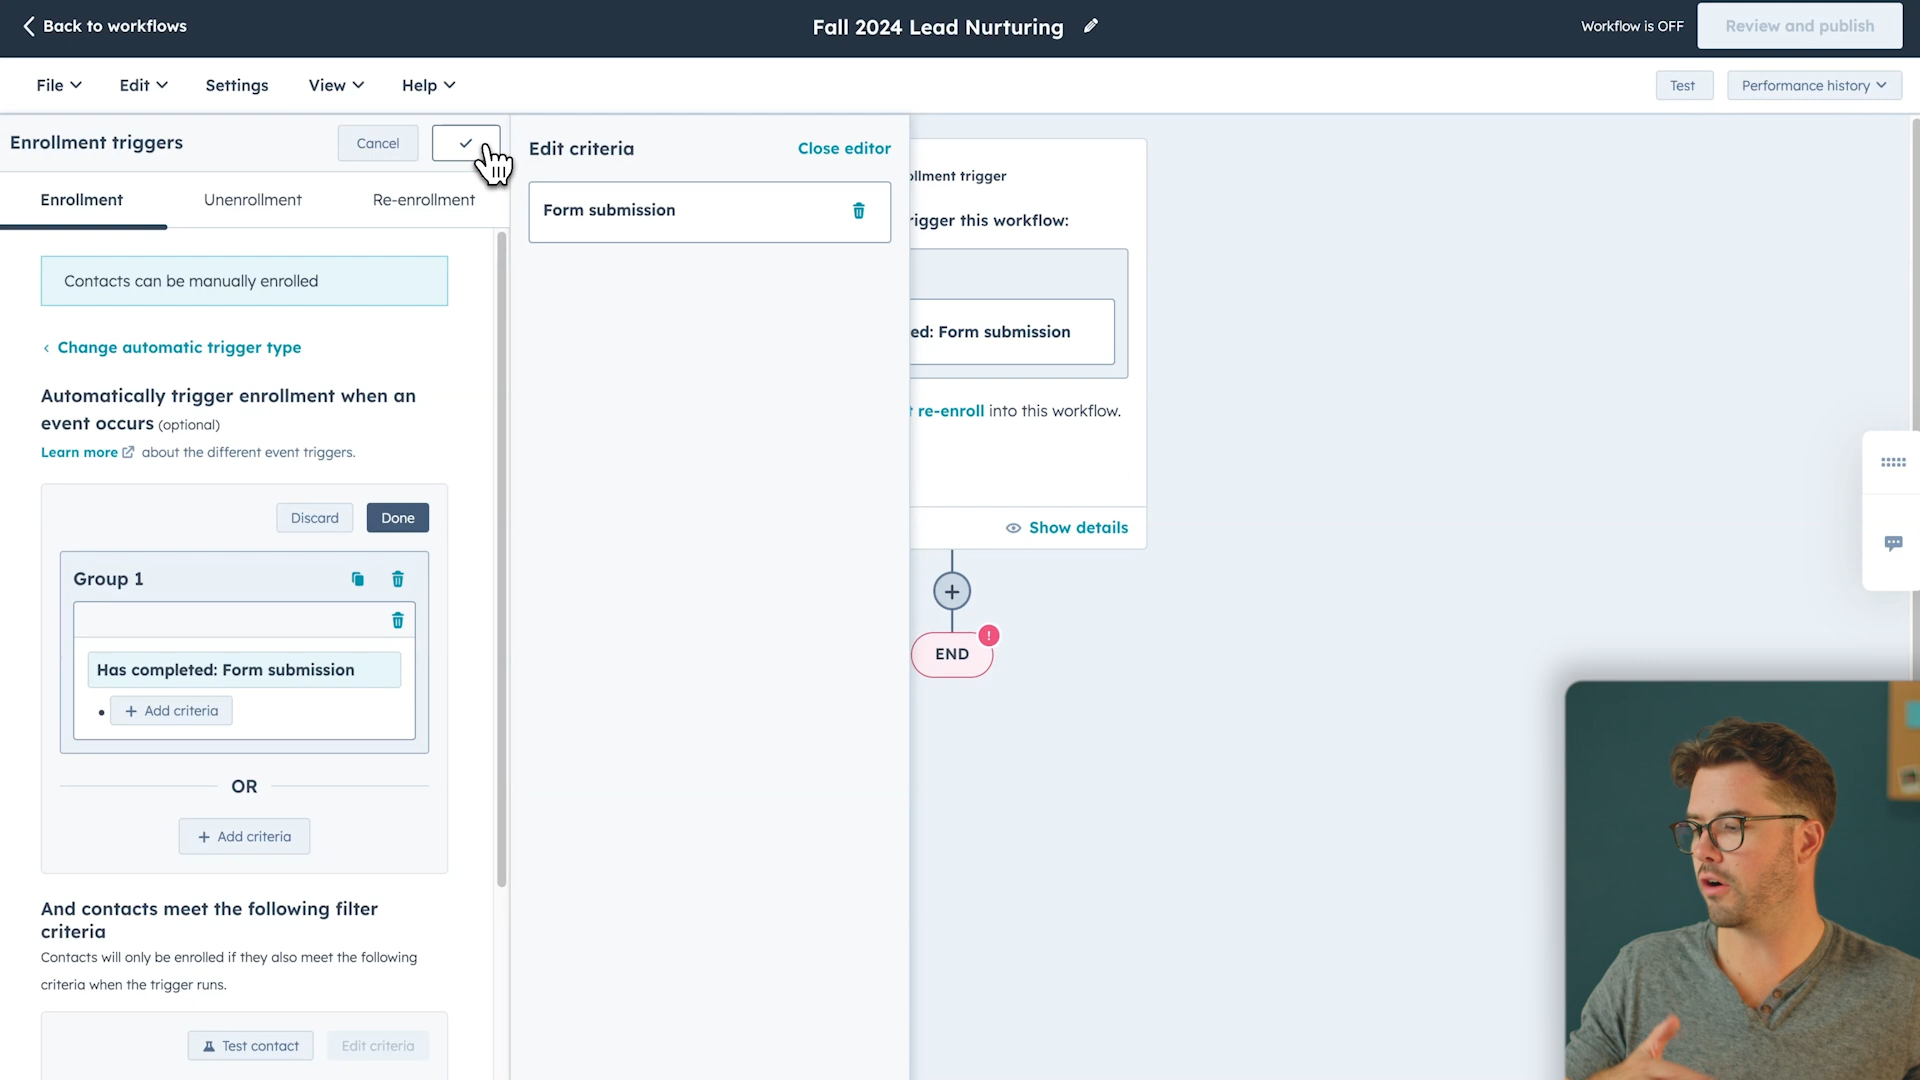 Back to workflows
Fall 2024 Lead Nurturing
Workflow is OFF
Review and publish
File
Edit
Settings
View
Help
Test
Performance history
Enrollment triggers
Cancel
Enrollment
Unenrollment
Re-enrollment
Contacts can be manually enrolled
Change automatic trigger type
Automatically trigger enrollment when an
event occurs (optional)
Learn more about the different event triggers.
Discard
Done
Group 1
Has completed: Form submission
+ Add criteria
OR
+ Add criteria
And contacts meet the following filter
criteria
Contacts will only be enrolled if they also meet the following
criteria when the trigger runs.
Test contact
Edit criteria
Edit criteria
Close editor
Form submission
ollment trigger
rigger this workflow:
ed: Form submission
t re-enroll into this workflow.
Show details
+
END
!